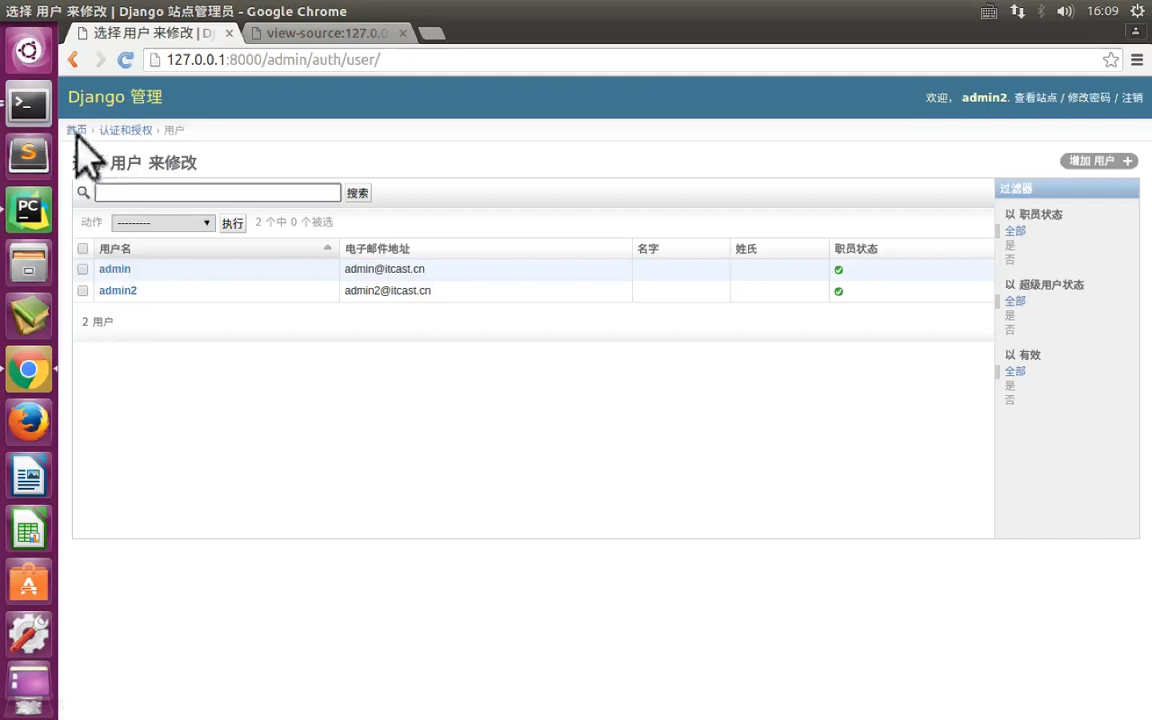 选择 用户 来修改 | Django 站点管理员 - Google Chrome
16:09
选择 用户 来修改 | Dj
view-source:127.0.0
127.0.0.1:8000/admin/auth/user/
Django 管理
欢迎， admin2. 查看站点 / 修改密码 / 注销
首页 › 认证和授权 › 用户
用户 来修改
增加 用户 +
搜索
动作 --------- 执行 2 个中 0 个被选
用户名 电子邮件地址 名字 姓氏 职员状态
admin admin@itcast.cn
admin2 admin2@itcast.cn
2 用户
过滤器
以 职员状态
全部
是
否
以 超级用户状态
全部
是
否
以 有效
全部
是
否
PC